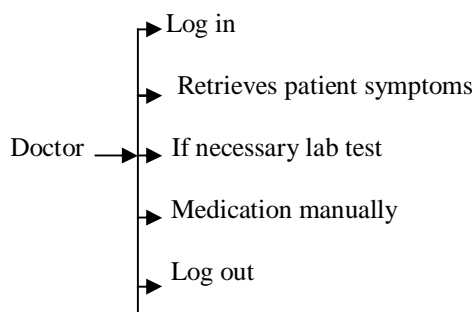 Log in
Retrieves patient symptoms
Doctor If necessary lab test
Medication manually
Log out